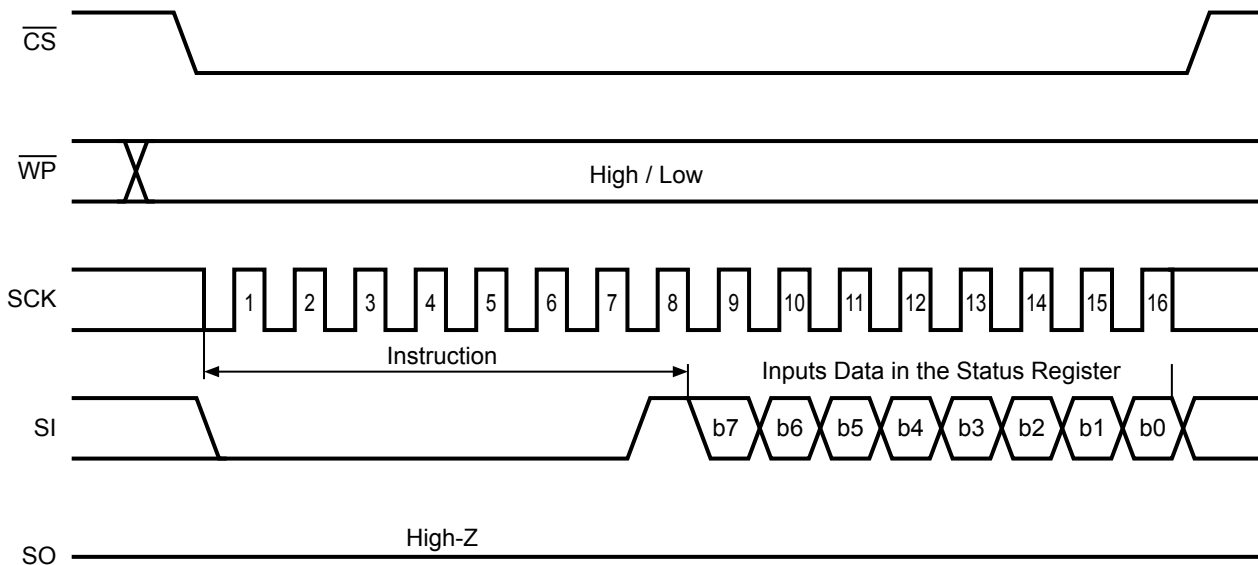 CS
WP
High / Low
SCK
1 2 3 4 5 6 7 8 9 10 11 12 13 14 15 16
Instruction
Inputs Data in the Status Register
SI
b7 b6 b5 b4 b3 b2 b1 b0
High-Z
SO